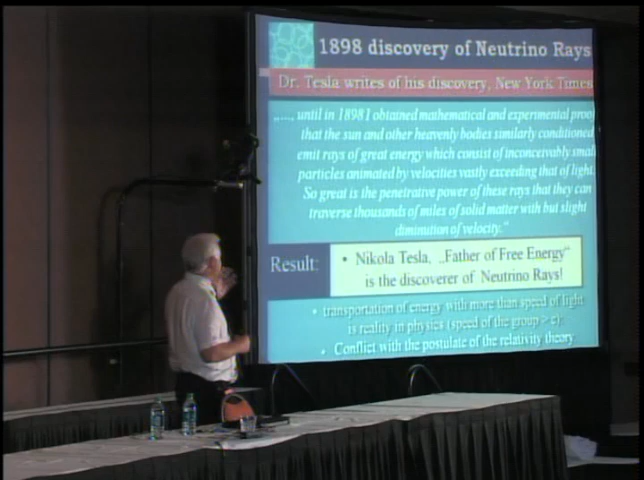 1898 discovery of Neutrino Rays
Dr. Tesla writes of his discovery, New York Times
„..., until in 1898 I obtained mathematical and experimental proof
that the sun and other heavenly bodies similarly conditioned
emit rays of great energy which consist of inconceivably small
particles animated by velocities vastly exceeding that of light.
So great is the penetrative power of these rays that they can
traverse thousands of miles of solid matter with but slight
diminution of velocity.“
Result:
• Nikola Tesla, „Father of Free Energy“
is the discoverer of Neutrino Rays!
• transportation of energy with more than speed of light
is reality in physics (speed of the group > c);
• Conflict with the postulate of the relativity theory